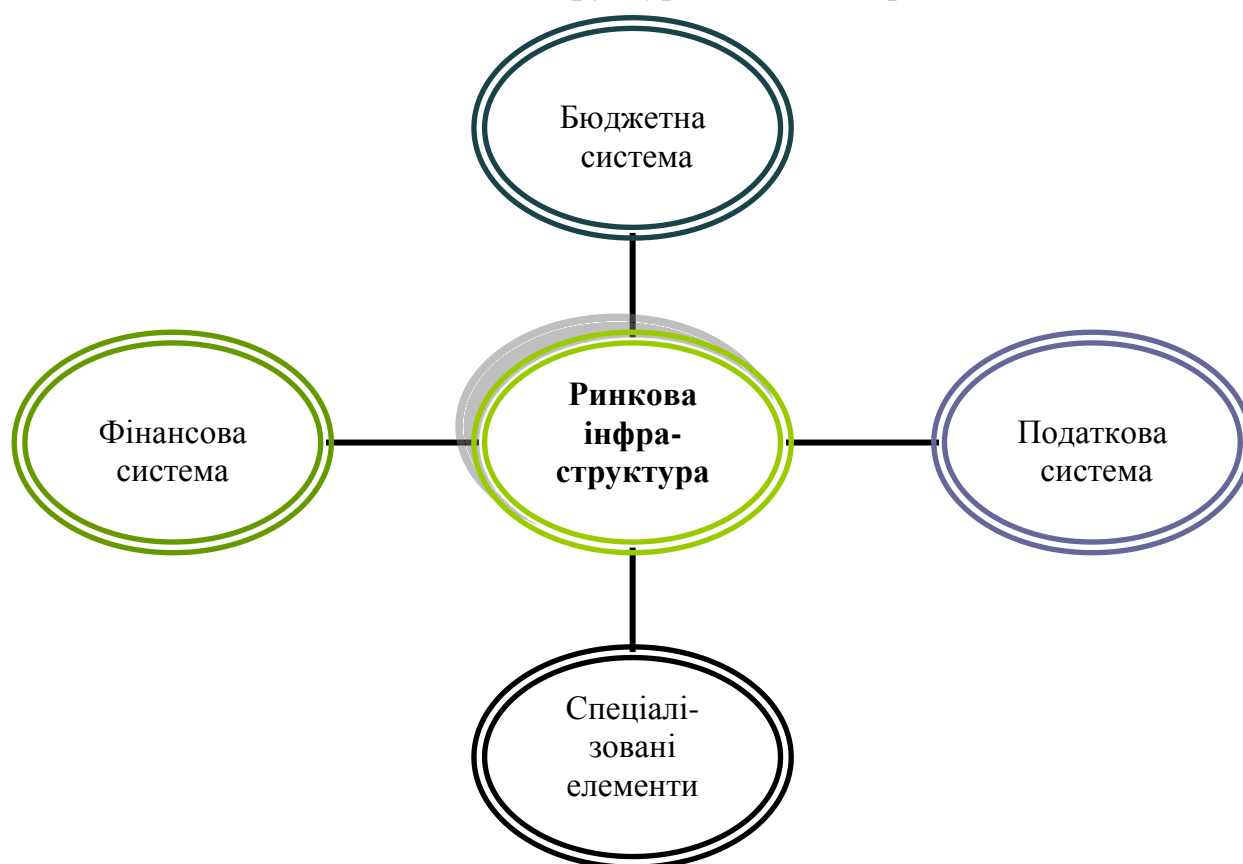 Бюджетна
система
Фінансова
система
Ринкова
інфра-
структура
Податкова
система
Спеціалі-
зовані
елементи